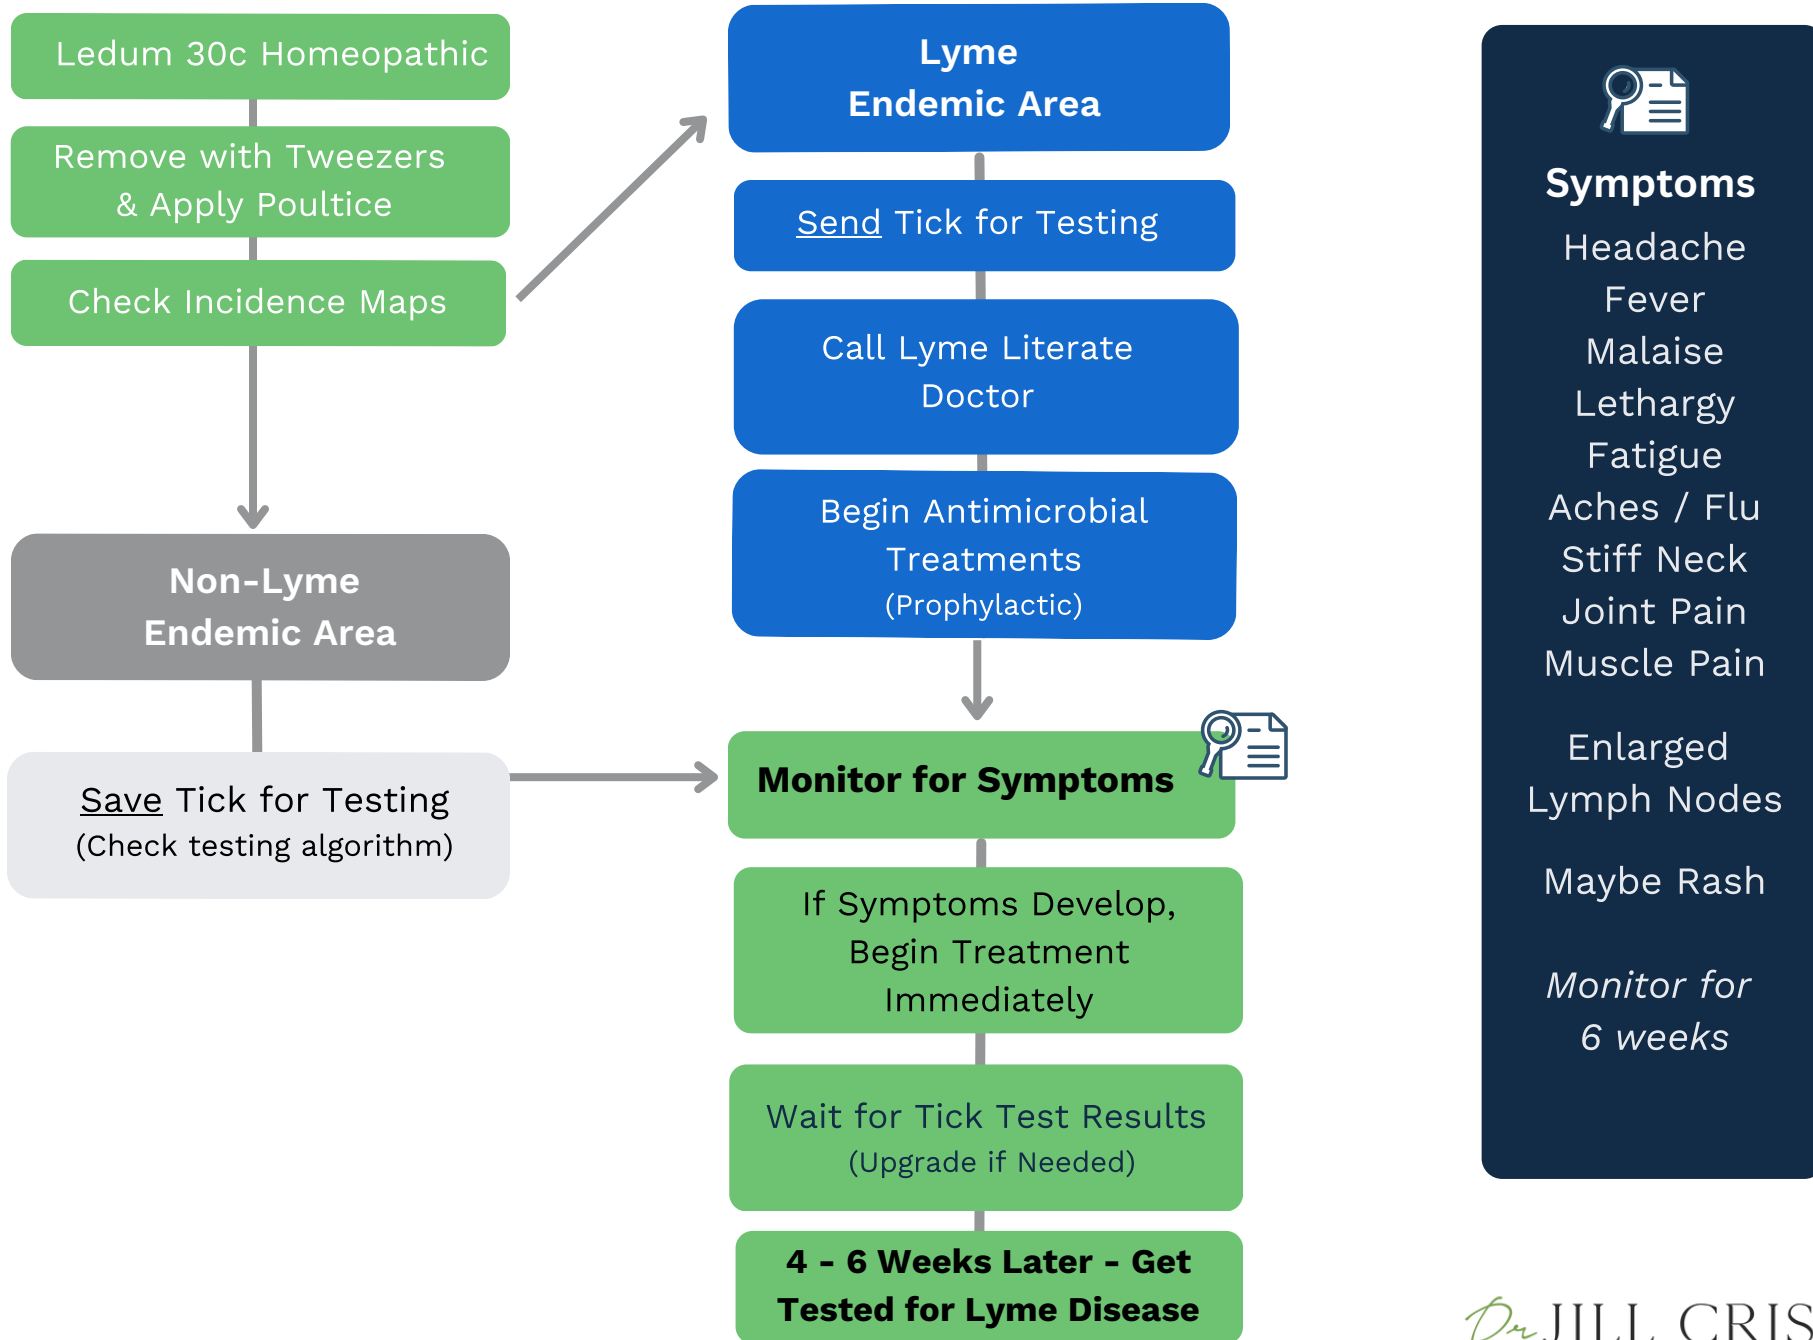 Ledum 30c Homeopathic
Remove with Tweezers
& Apply Poultice
Check Incidence Maps
Non-Lyme
Endemic Area
Save Tick for Testing
(Check testing algorithm)
Lyme
Endemic Area
Send Tick for Testing
Call Lyme Literate
Doctor
Begin Antimicrobial
Treatments
(Prophylactic)
Monitor for Symptoms
If Symptoms Develop,
Begin Treatment
Immediately
Wait for Tick Test Results
(Upgrade if Needed)
4 - 6 Weeks Later - Get
Tested for Lyme Disease
Symptoms
Headache
Fever
Malaise
Lethargy
Fatigue
Aches / Flu
Stiff Neck
Joint Pain
Muscle Pain
Enlarged
Lymph Nodes
Maybe Rash
Monitor for
6 weeks
Dr JILL CRIS